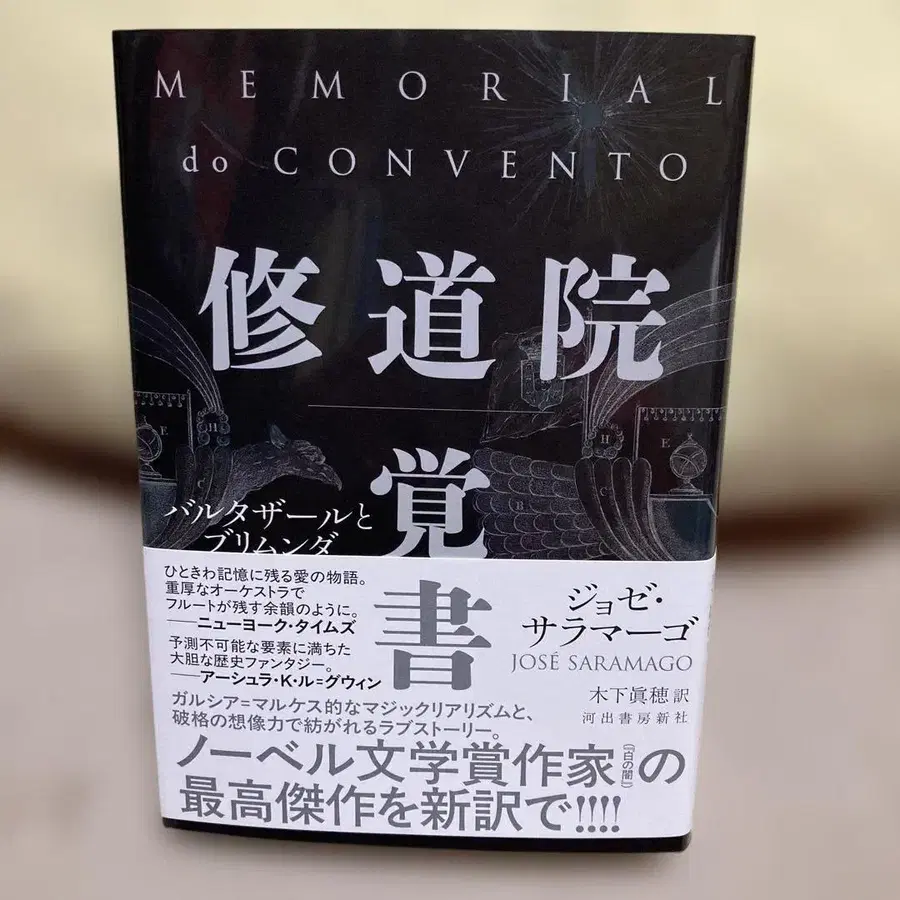 MEMORIAL
do CONVENTO
修道院
覚
書
バルタザールと
ブリムンダ
ひときわ記憶に残る愛の物語。
重厚なオーケストラで
フルートが残す余韻のように。
——ニューヨーク・タイムズ
予測不可能な要素に満ちた
大胆な歴史ファンタジー。
——アーシュラ・K・ル=グウィン
ジョゼ・
サラマーゴ
JOSÉ SARAMAGO
木下眞穂 訳
河出書房新社
ガルシア=マルケス的なマジックリアリズムと、
破格の想像力で紡がれるラブストーリー。
ノーベル文学賞作家(『白の闇』)の
最高傑作を新訳で!!!!
E
H
C
B
H
E